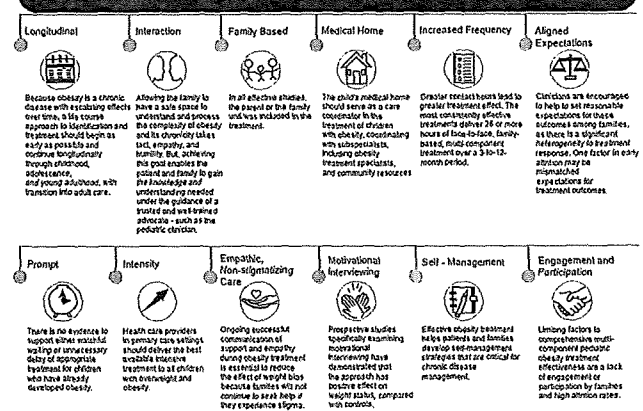 Longitudinal
Because obesity is a chronic
disease with escalating effects
over time, a life course
approach to identification and
treatment should begin as
early as possible and
continue longitudinally
through childhood,
adolescence,
and young adulthood, with
transition into adult care.
Interaction
Allowing the family to
have a safe space to
understand and process
the complexity of obesity
and its chronicity takes
tact, empathy, and
humility. But, achieving
this goal enables the
patient and family to gain
the knowledge and
understanding needed
under the guidance of a
trusted and well-trained
advocate - such as the
pediatric clinician.
Family Based
In all effective studies,
the parent or the family
unit was included in the
treatment.
Medical Home
The child's medical home
should serve as a care
coordinator in the
treatment of children
with obesity, coordinating
with subspecialists,
including obesity
treatment specialists,
and community resources
Increased Frequency
Greater contact hours lead to
greater treatment effect. The
most consistently effective
treatments deliver 26 or more
hours of face-to-face, family-
based, multi-component
treatment over a 3-to-12-
month period.
Aligned
Expectations
Clinicians are encouraged
to help to set reasonable
expectations for these
outcomes among families,
as there is a significant
heterogeneity to treatment
response. One factor in early
attrition may be
mismatched
expectations for
treatment outcomes.
Prompt
There is no evidence to
support either watchful
waiting or unnecessary
delay of appropriate
treatment for children
who have already
developed obesity.
Intensity
Health care providers
in primary care settings
should deliver the best
available intensive
treatment to all children
with overweight and
obesity.
Empathic,
Non-stigmatizing
Care
Ongoing successful
communication of
support and empathy
during obesity treatment
is essential to reduce
the effect of weight bias
because families will not
continue to seek help if
they experience stigma.
Motivational
Interviewing
Prospective studies
specifically examining
motivational
interviewing have
demonstrated that
the approach has
positive effect on
weight status, compared
with controls.
Self - Management
Effective obesity treatment
helps patients and families
develop self-management
strategies that are critical for
chronic disease
management.
Engagement and
Participation
Limiting factors to
comprehensive multi-
component pediatric
obesity treatment
effectiveness are a lack
of engagement or
participation by families
and high attrition rates.